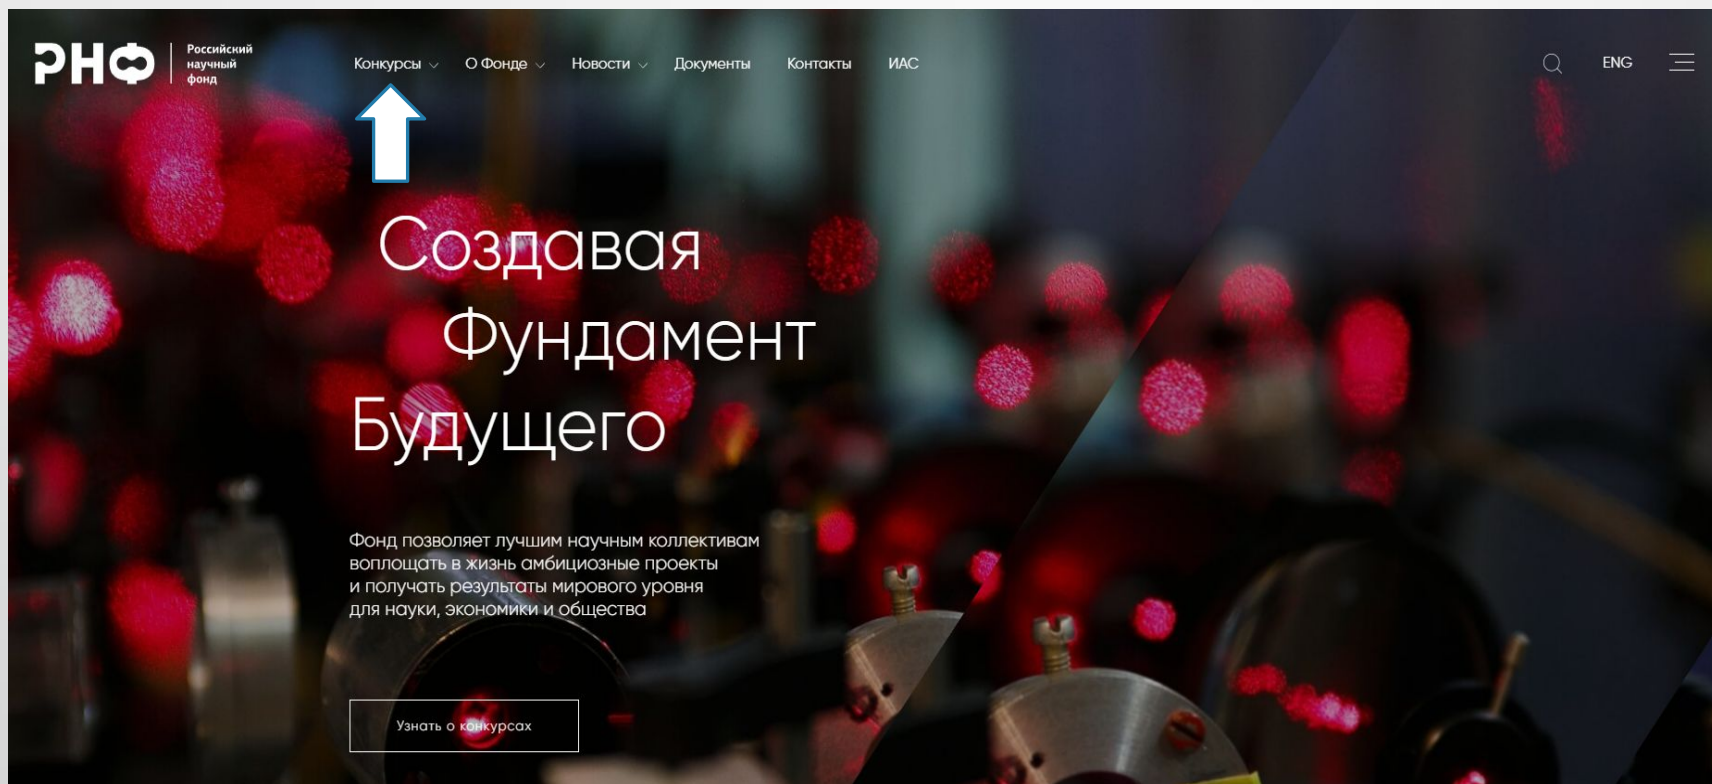 РНФ
Российский
научный
фонд
Конкурсы
О Фонде
Новости
Документы
Контакты
ИАС
ENG
Создавая
Фундамент
Будущего
Фонд позволяет лучшим научным коллективам
воплощать в жизнь амбициозные проекты
и получать результаты мирового уровня
для науки, экономики и общества
Узнать о конкурсах